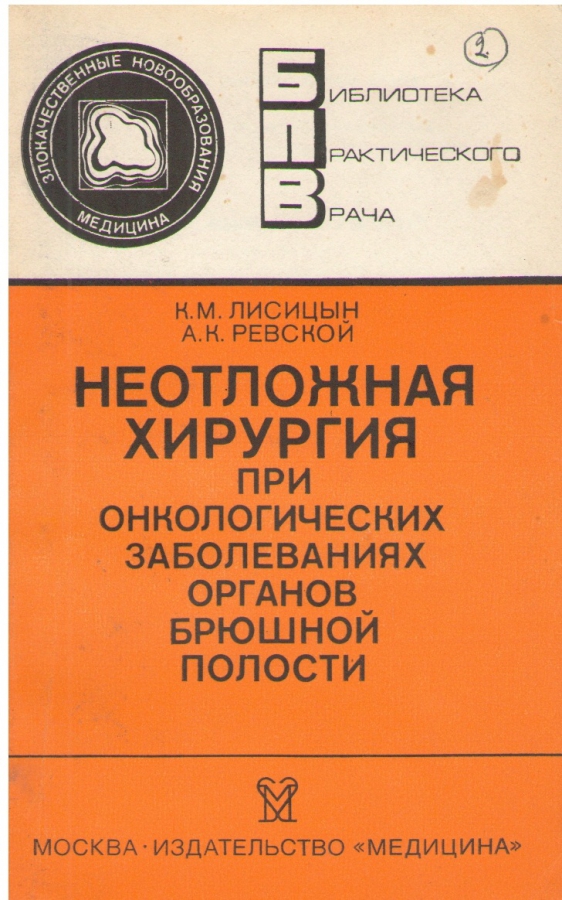 ЗЛОКАЧЕСТВЕННЫЕ НОВООБРАЗОВАНИЯ
МЕДИЦИНА
2.
БИБЛИОТЕКА
ПРАКТИЧЕСКОГО
ВРАЧА
К.М. ЛИСИЦЫН
А.К. РЕВСКОЙ
НЕОТЛОЖНАЯ
ХИРУРГИЯ
ПРИ
ОНКОЛОГИЧЕСКИХ
ЗАБОЛЕВАНИЯХ
ОРГАНОВ
БРЮШНОЙ
ПОЛОСТИ
МОСКВА · ИЗДАТЕЛЬСТВО «МЕДИЦИНА»